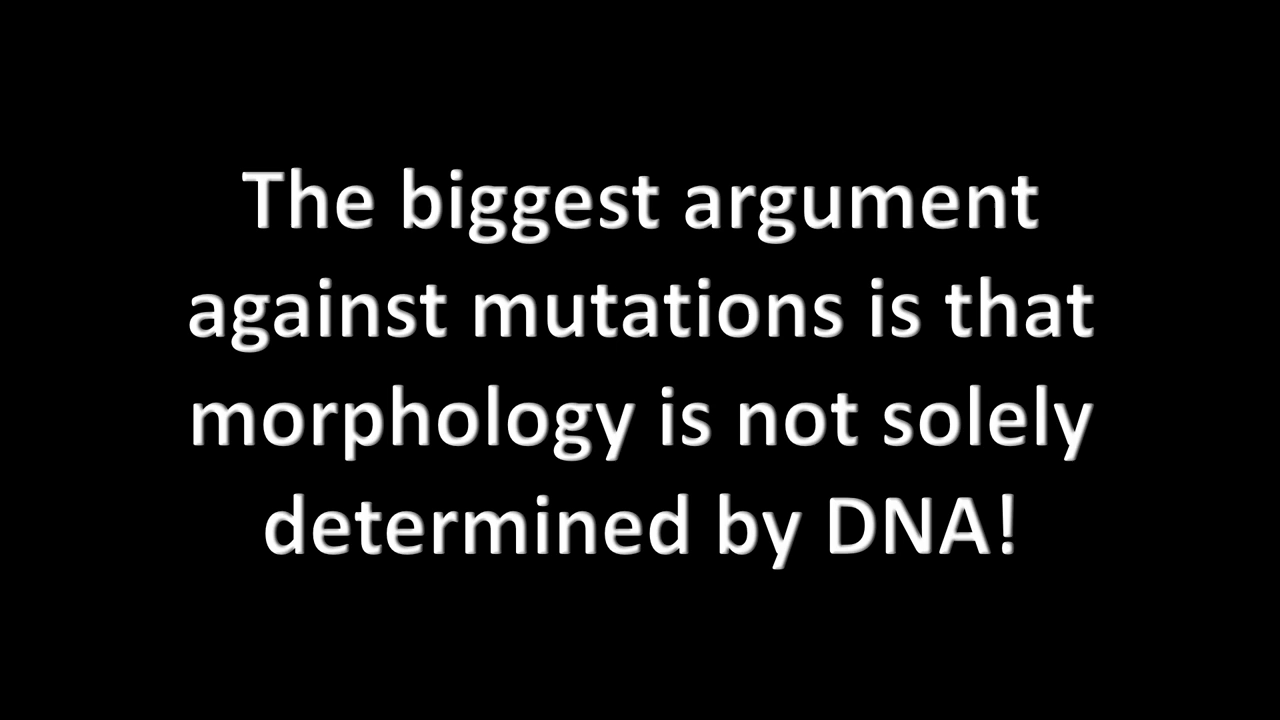 The biggest argument
against mutations is that
morphology is not solely
determined by DNA!